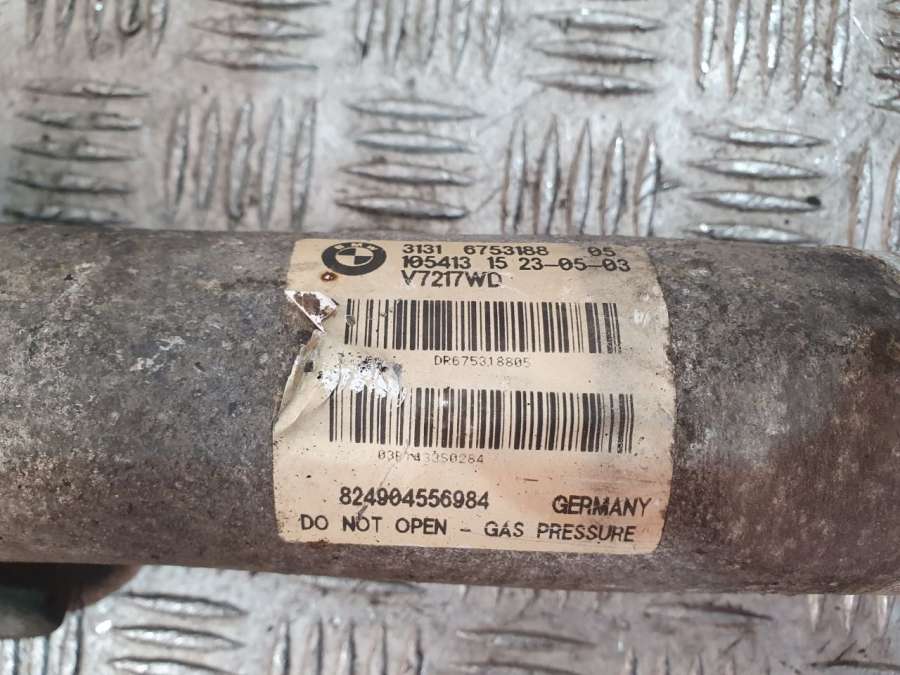 BMW
3131 6753188 05
105413 15 23-05-03
V7217WD
DR675318805
824904556984 GERMANY
DO NOT OPEN - GAS PRESSURE